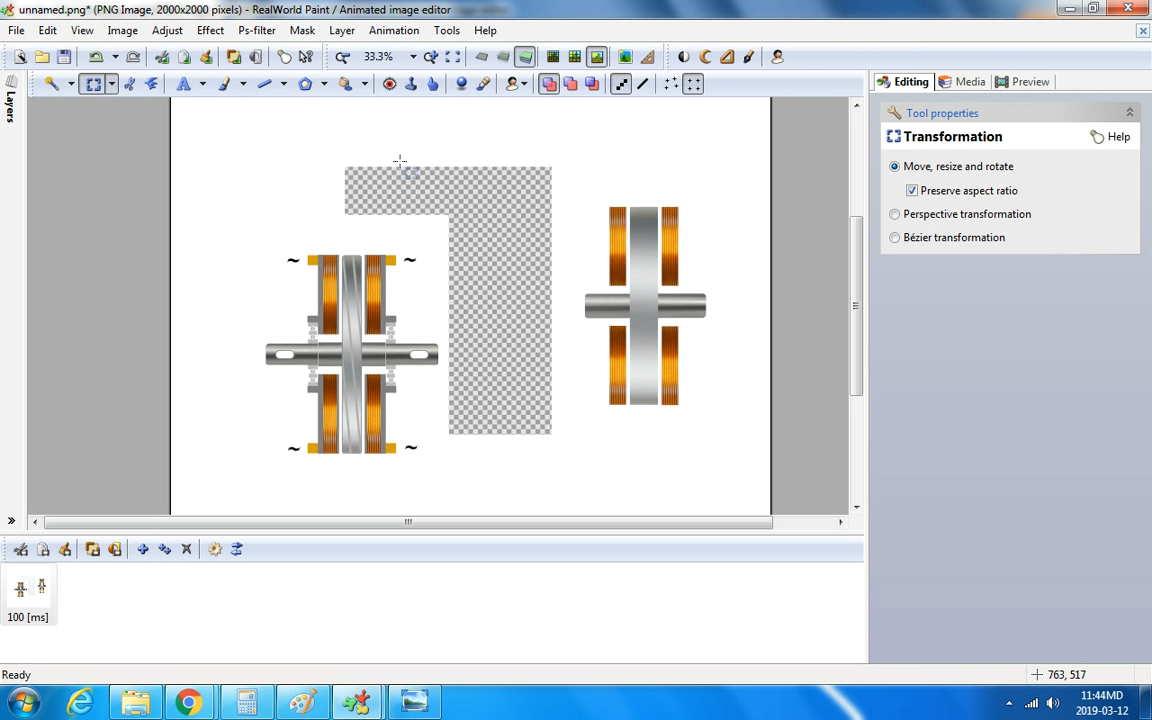 unnamed.png* (PNG Image, 2000x2000 pixels) - RealWorld Paint / Animated image editor
File Edit View Image Adjust Effect Ps-filter Mask Layer Animation Tools Help
33.3%
Layers
Editing Media Preview
Tool properties
Transformation Help
Move, resize and rotate
Preserve aspect ratio
Perspective transformation
Bézier transformation
~ ~
~ ~
100 [ms]
Ready
763, 517
11:44MD
2019-03-12